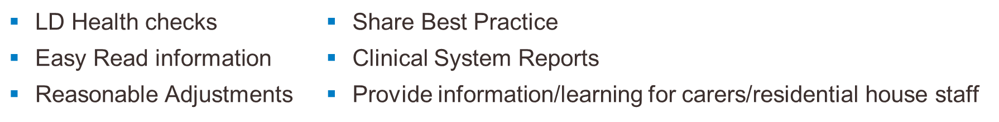 ▪ LD Health checks
▪ Easy Read information
▪ Reasonable Adjustments
▪ Share Best Practice
▪ Clinical System Reports
▪ Provide information/learning for carers/residential house staff